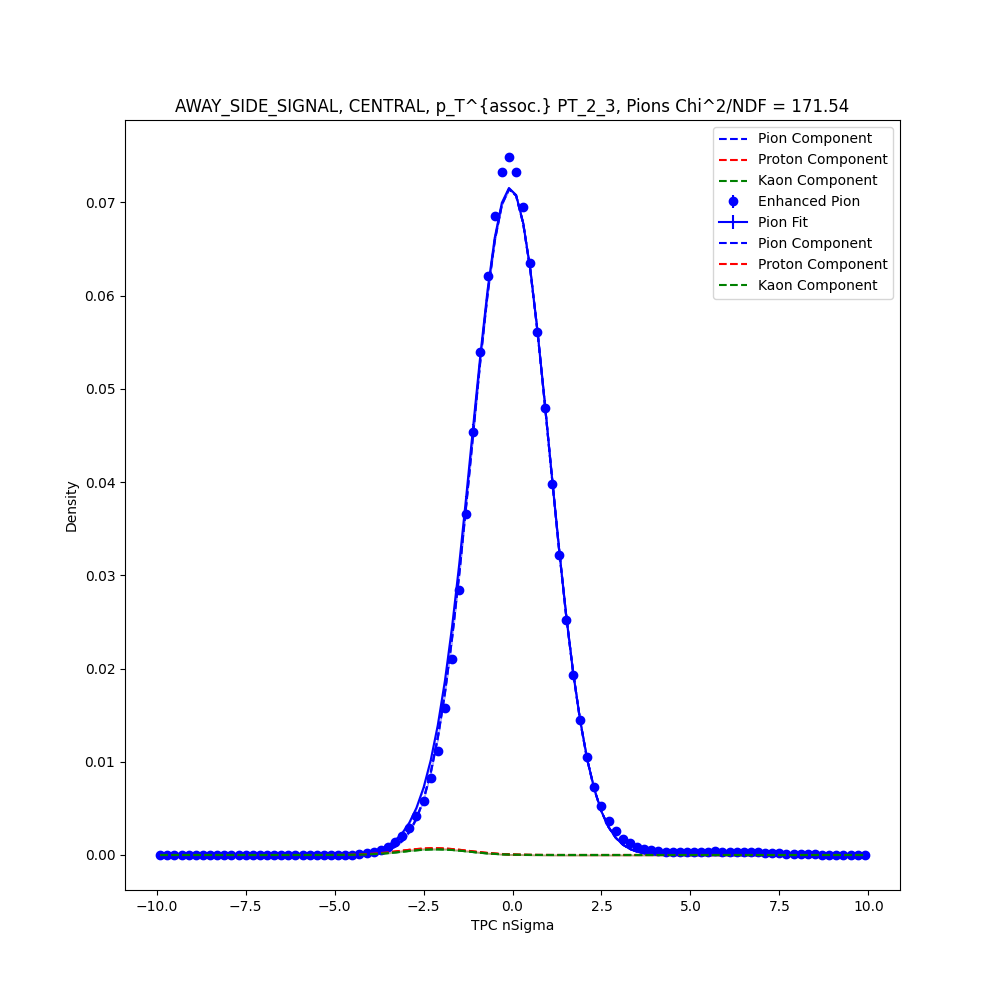 AWAY_SIDE_SIGNAL, CENTRAL, p_T^{assoc.} PT_2_3, Pions Chi^2/NDF = 171.54
Pion Component
Proton Component
Kaon Component
Enhanced Pion
Pion Fit
Pion Component
Proton Component
Kaon Component
0.07
0.06
0.05
0.04
0.03
0.02
0.01
0.00
Density
−10.0 −7.5 −5.0 −2.5 0.0 2.5 5.0 7.5 10.0
TPC nSigma